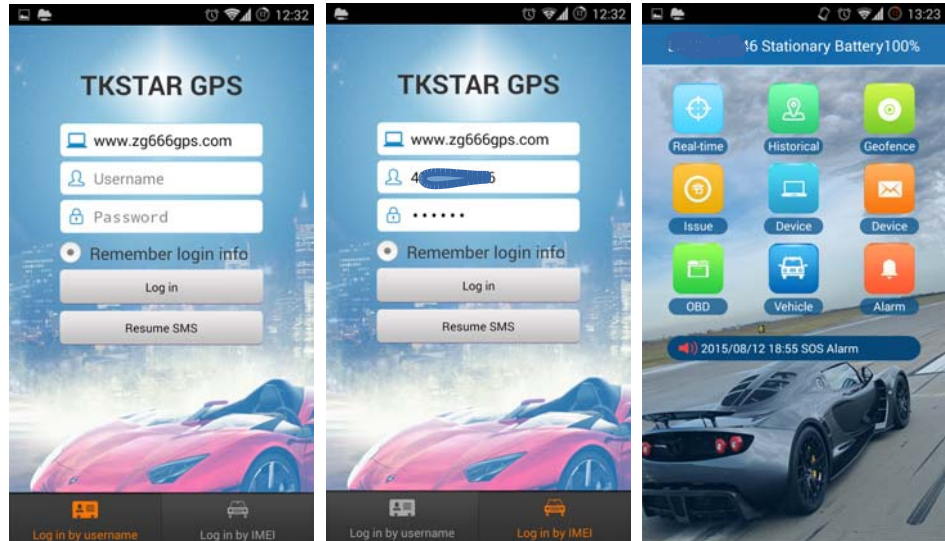 12:32
TKSTAR GPS
www.zg666gps.com
Username
Password
Remember login info
Log in
Resume SMS
Log in by username
Log in by IMEI
12:32
TKSTAR GPS
www.zg666gps.com
4 6
••••••
Remember login info
Log in
Resume SMS
Log in by username
Log in by IMEI
13:23
46 Stationary Battery100%
Real-time
Historical
Geofence
Issue
Device
Device
OBD
Vehicle
Alarm
2015/08/12 18:55 SOS Alarm